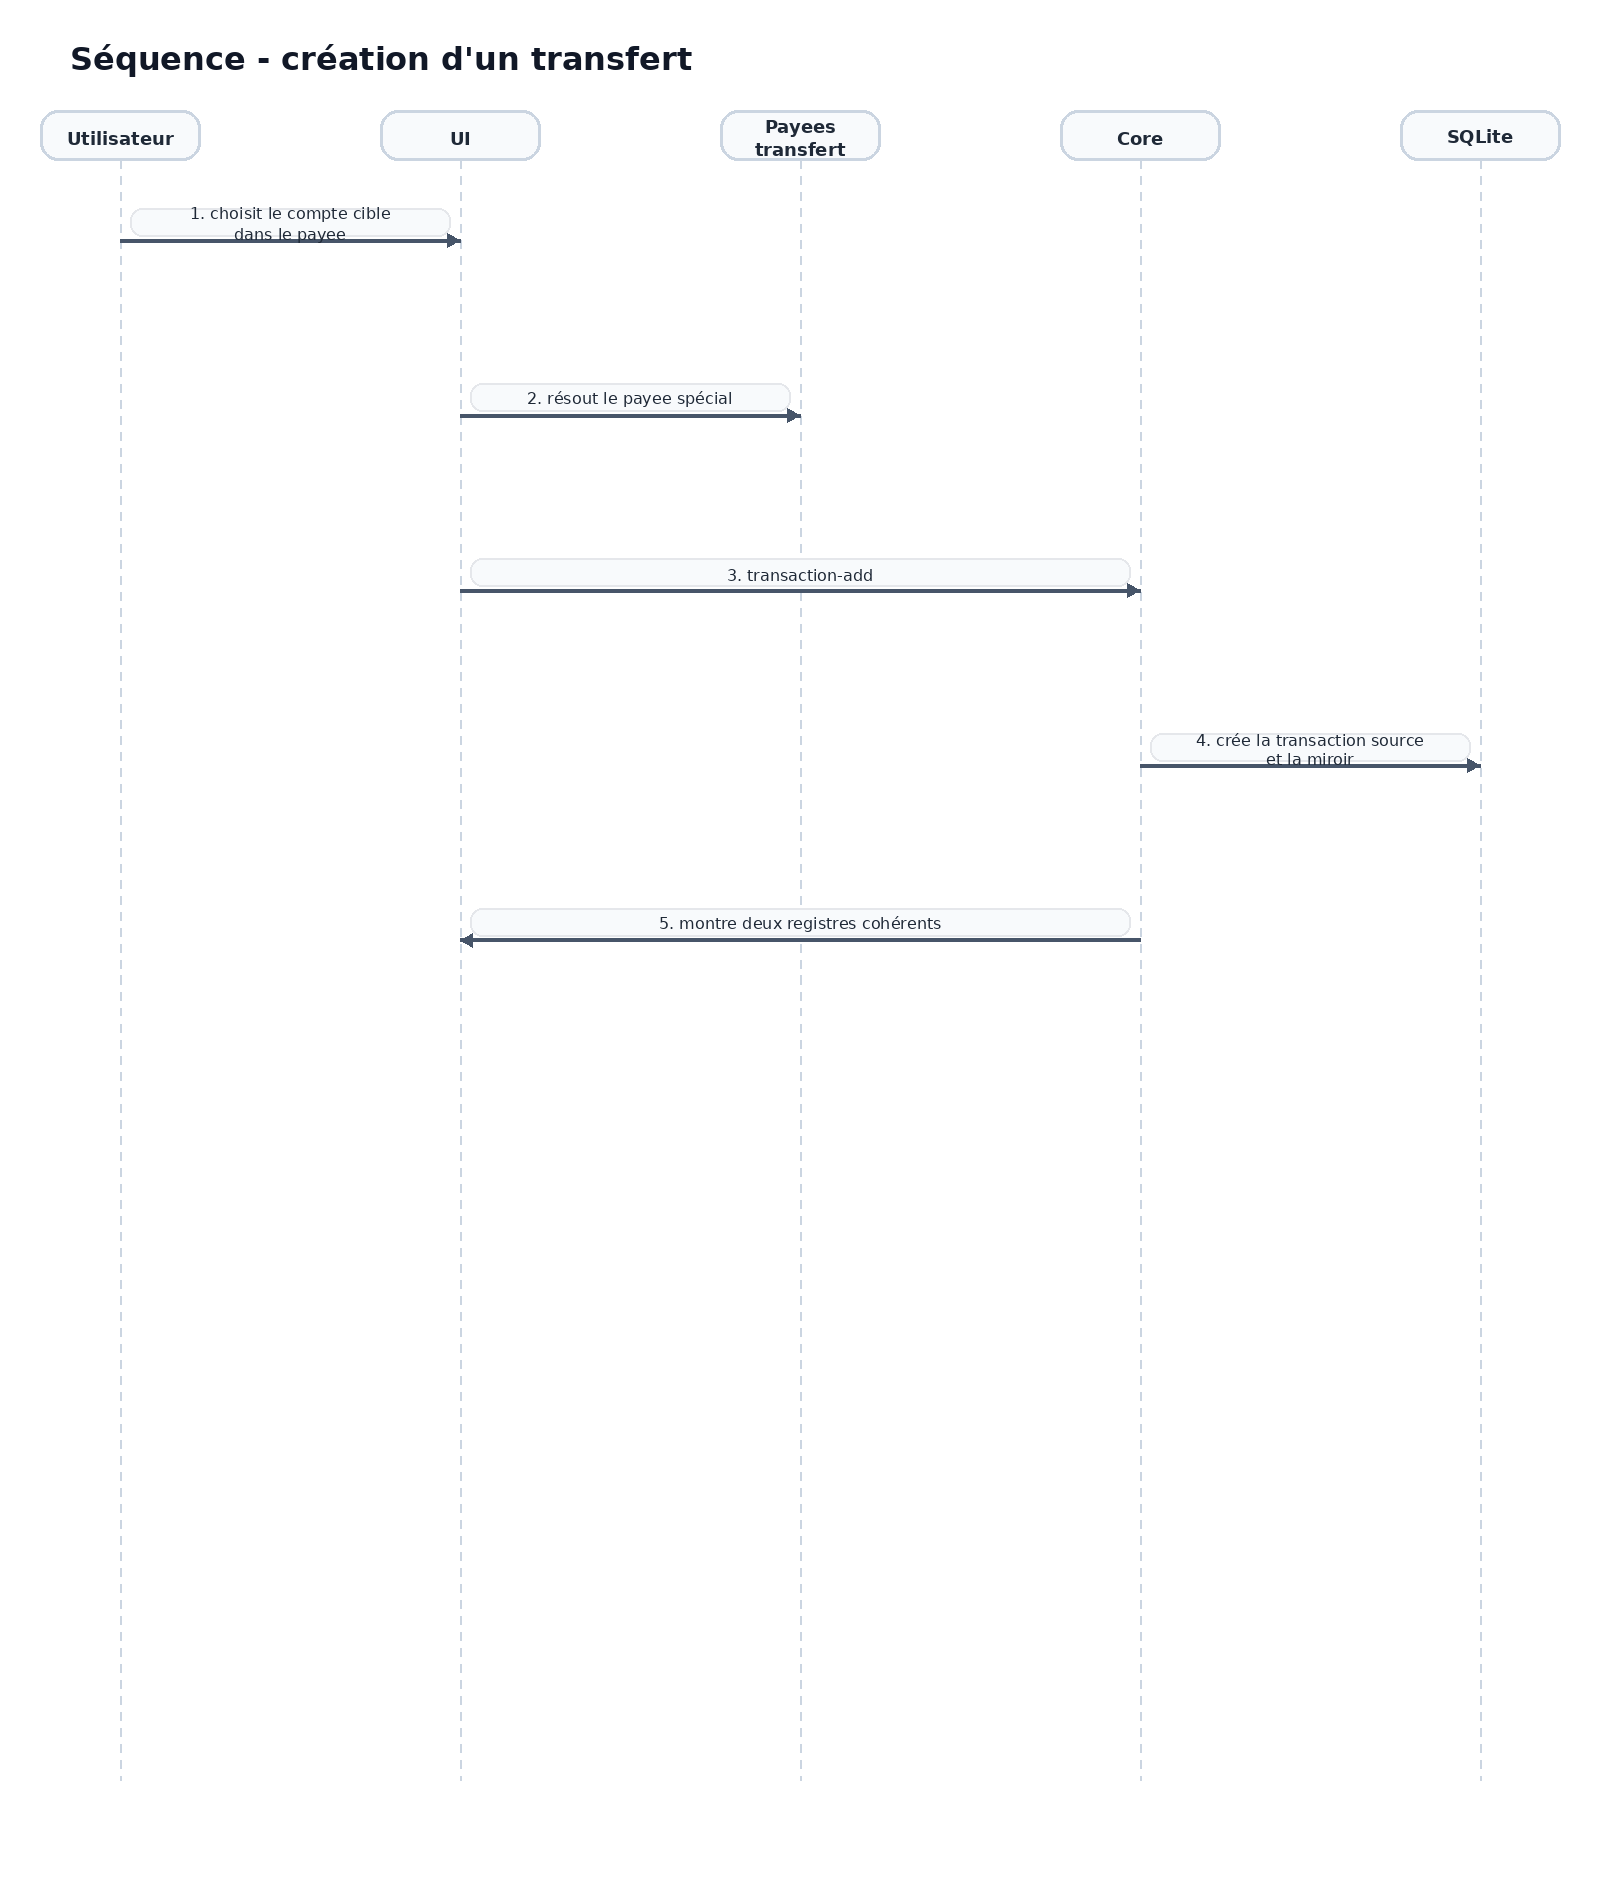 Séquence - création d'un transfert
Utilisateur
UI
Payees
transfert
Core
SQLite
1. choisit le compte cible
dans le payee
2. résout le payee spécial
3. transaction-add
4. crée la transaction source
et la miroir
5. montre deux registres cohérents